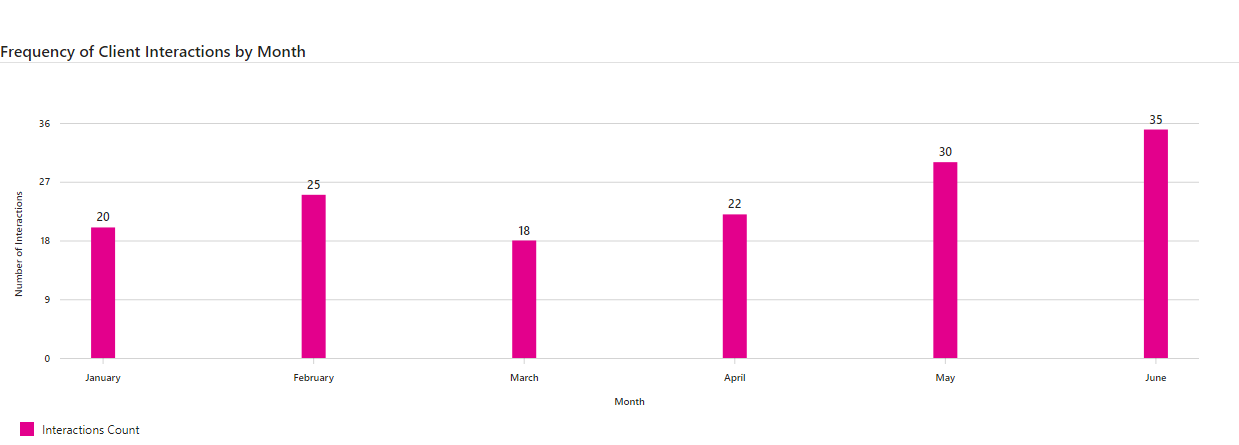 Frequency of Client Interactions by Month
36
27
18
9
0
Number of Interactions
20
25
18
22
30
35
January February March April May June
Month
Interactions Count